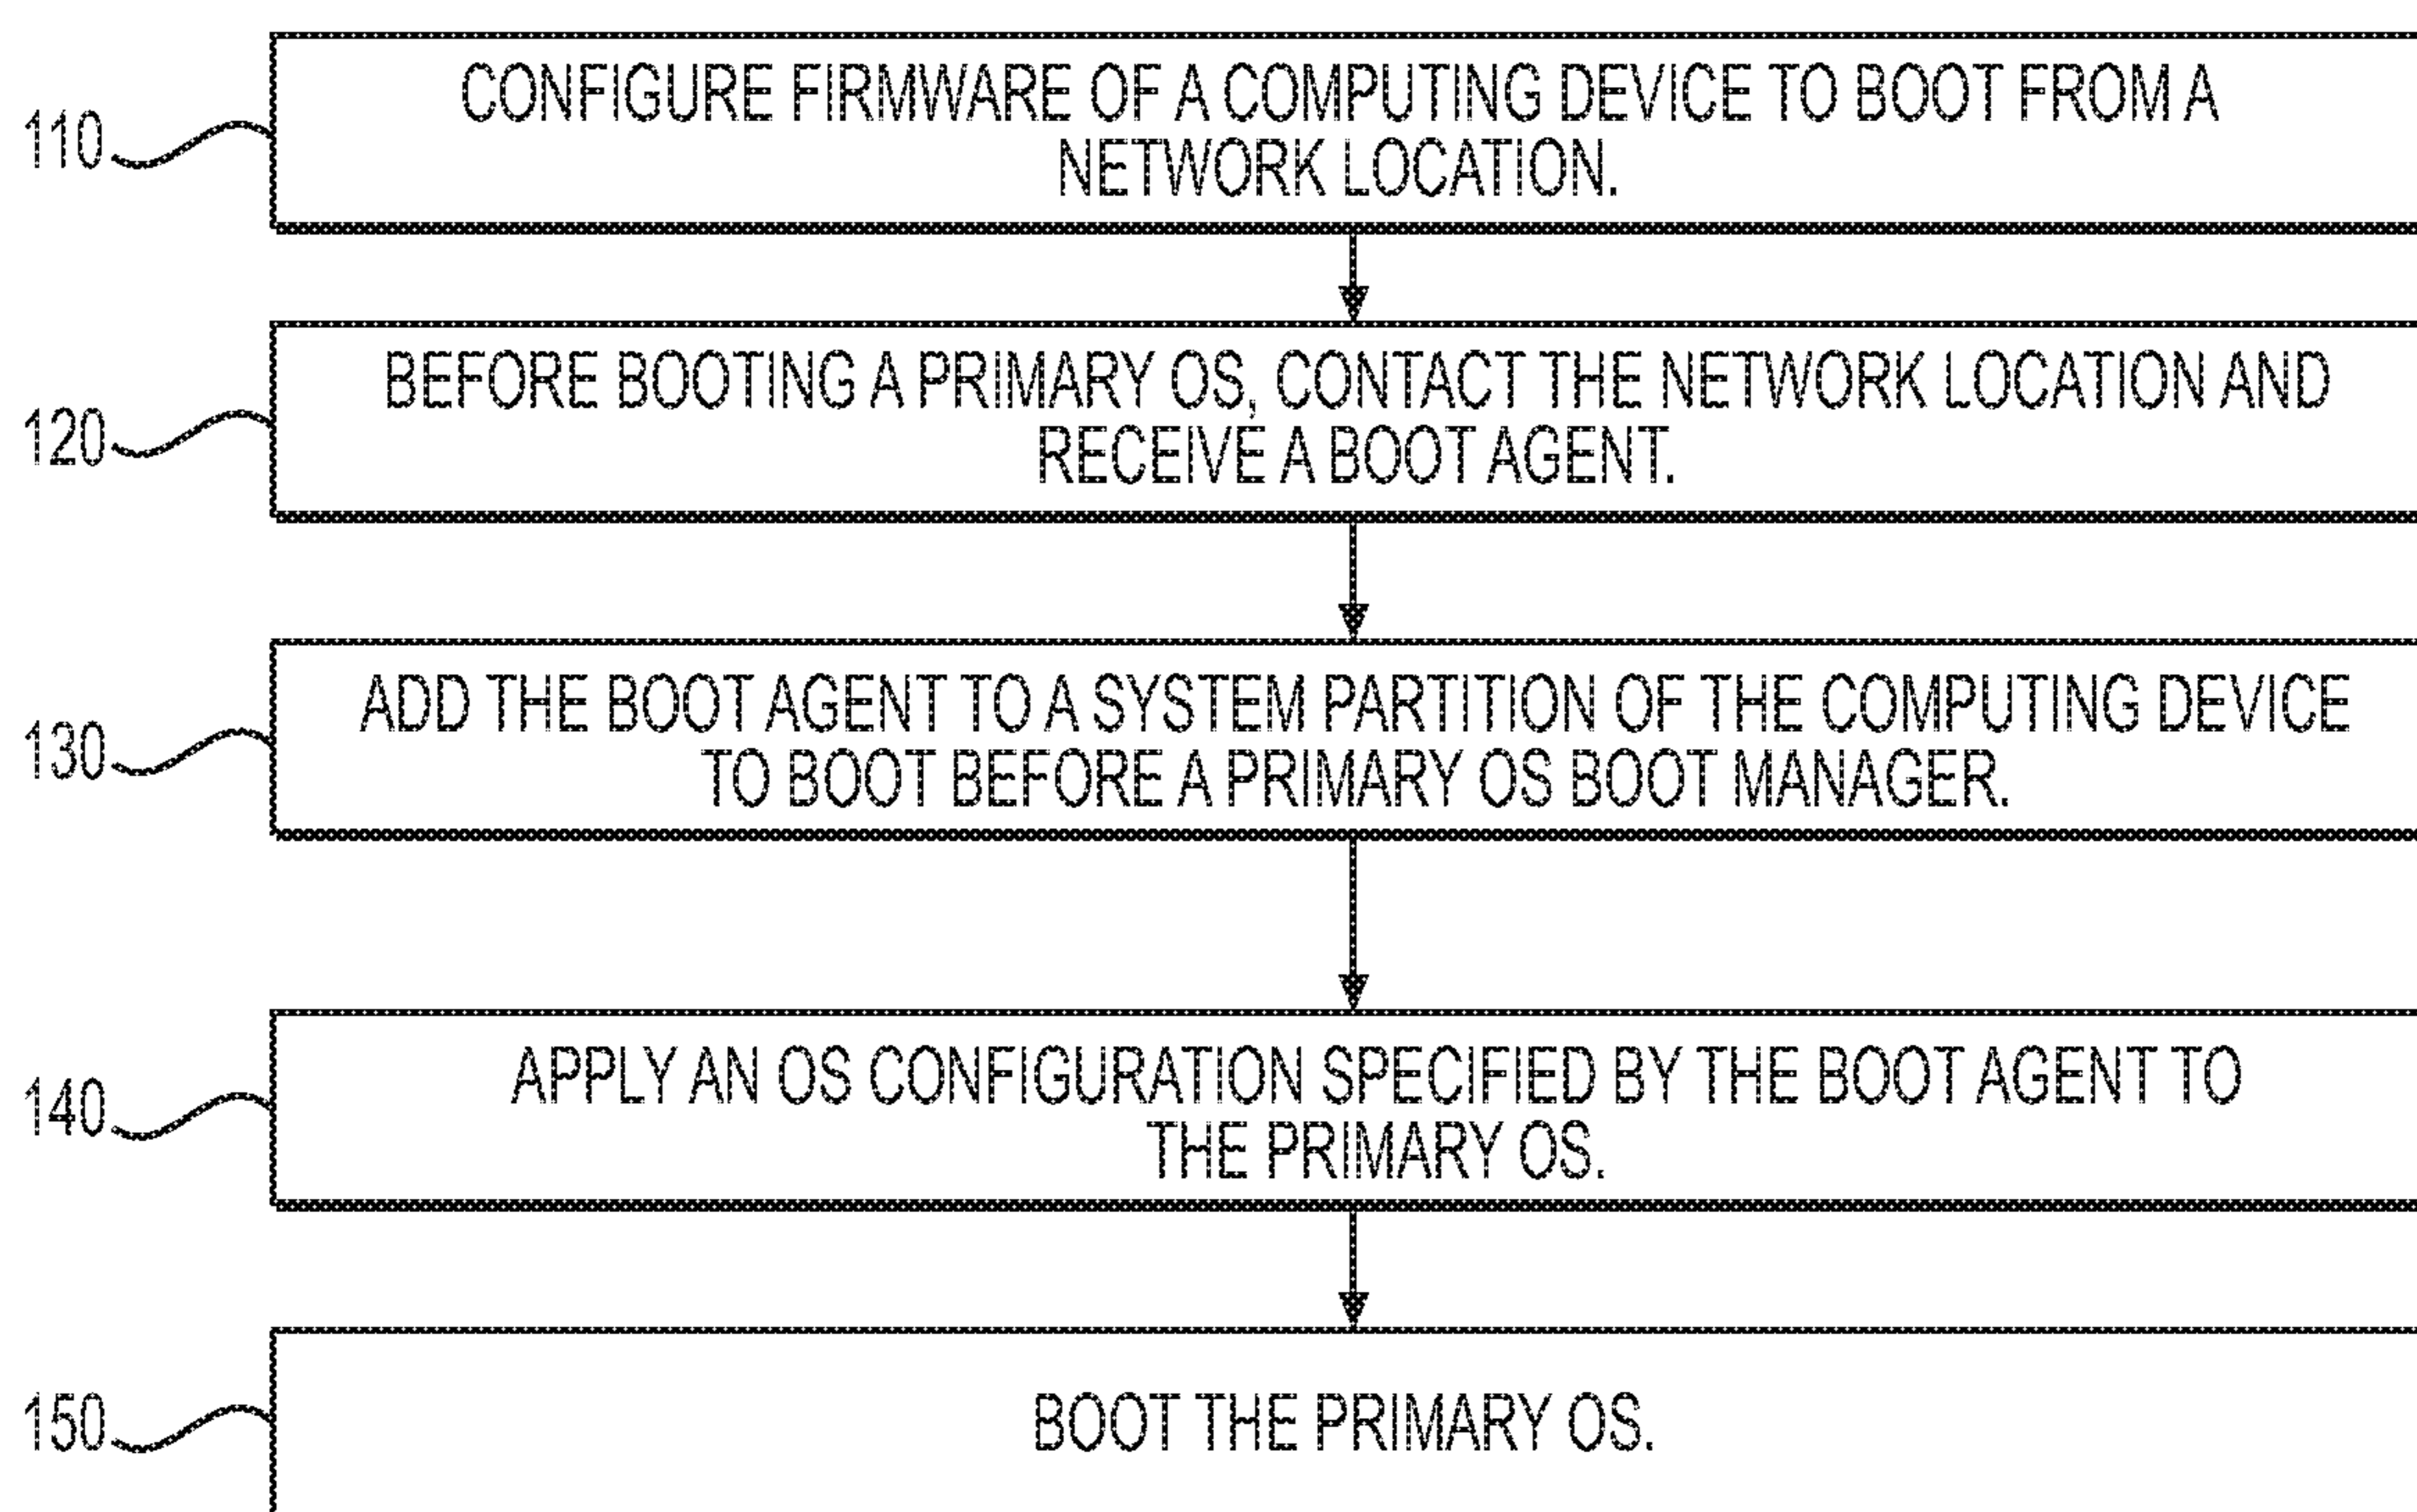 110
CONFIGURE FIRMWARE OF A COMPUTING DEVICE TO BOOT FROM A
NETWORK LOCATION.
120
BEFORE BOOTING A PRIMARY OS, CONTACT THE NETWORK LOCATION AND
RECEIVE A BOOT AGENT.
130
ADD THE BOOT AGENT TO A SYSTEM PARTITION OF THE COMPUTING DEVICE
TO BOOT BEFORE A PRIMARY OS BOOT MANAGER.
140
APPLY AN OS CONFIGURATION SPECIFIED BY THE BOOT AGENT TO
THE PRIMARY OS.
150
BOOT THE PRIMARY OS.